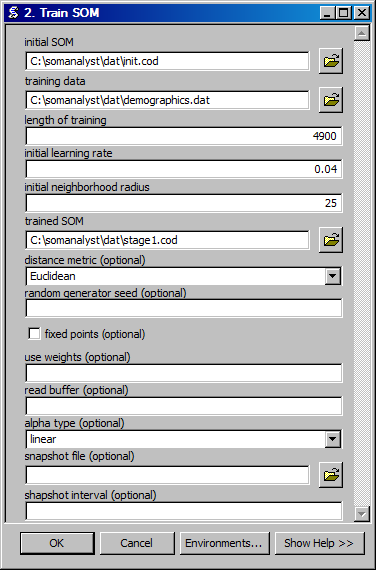 2. Train SOM
initial SOM
C:\somanalyst\dat\init.cod
training data
C:\somanalyst\dat\demographics.dat
length of training
4900
initial learning rate
0.04
initial neighborhood radius
25
trained SOM
C:\somanalyst\dat\stage1.cod
distance metric (optional)
Euclidean
random generator seed (optional)
fixed points (optional)
use weights (optional)
read buffer (optional)
alpha type (optional)
linear
snapshot file (optional)
shapshot interval (optional)
OK Cancel Environments... Show Help >>